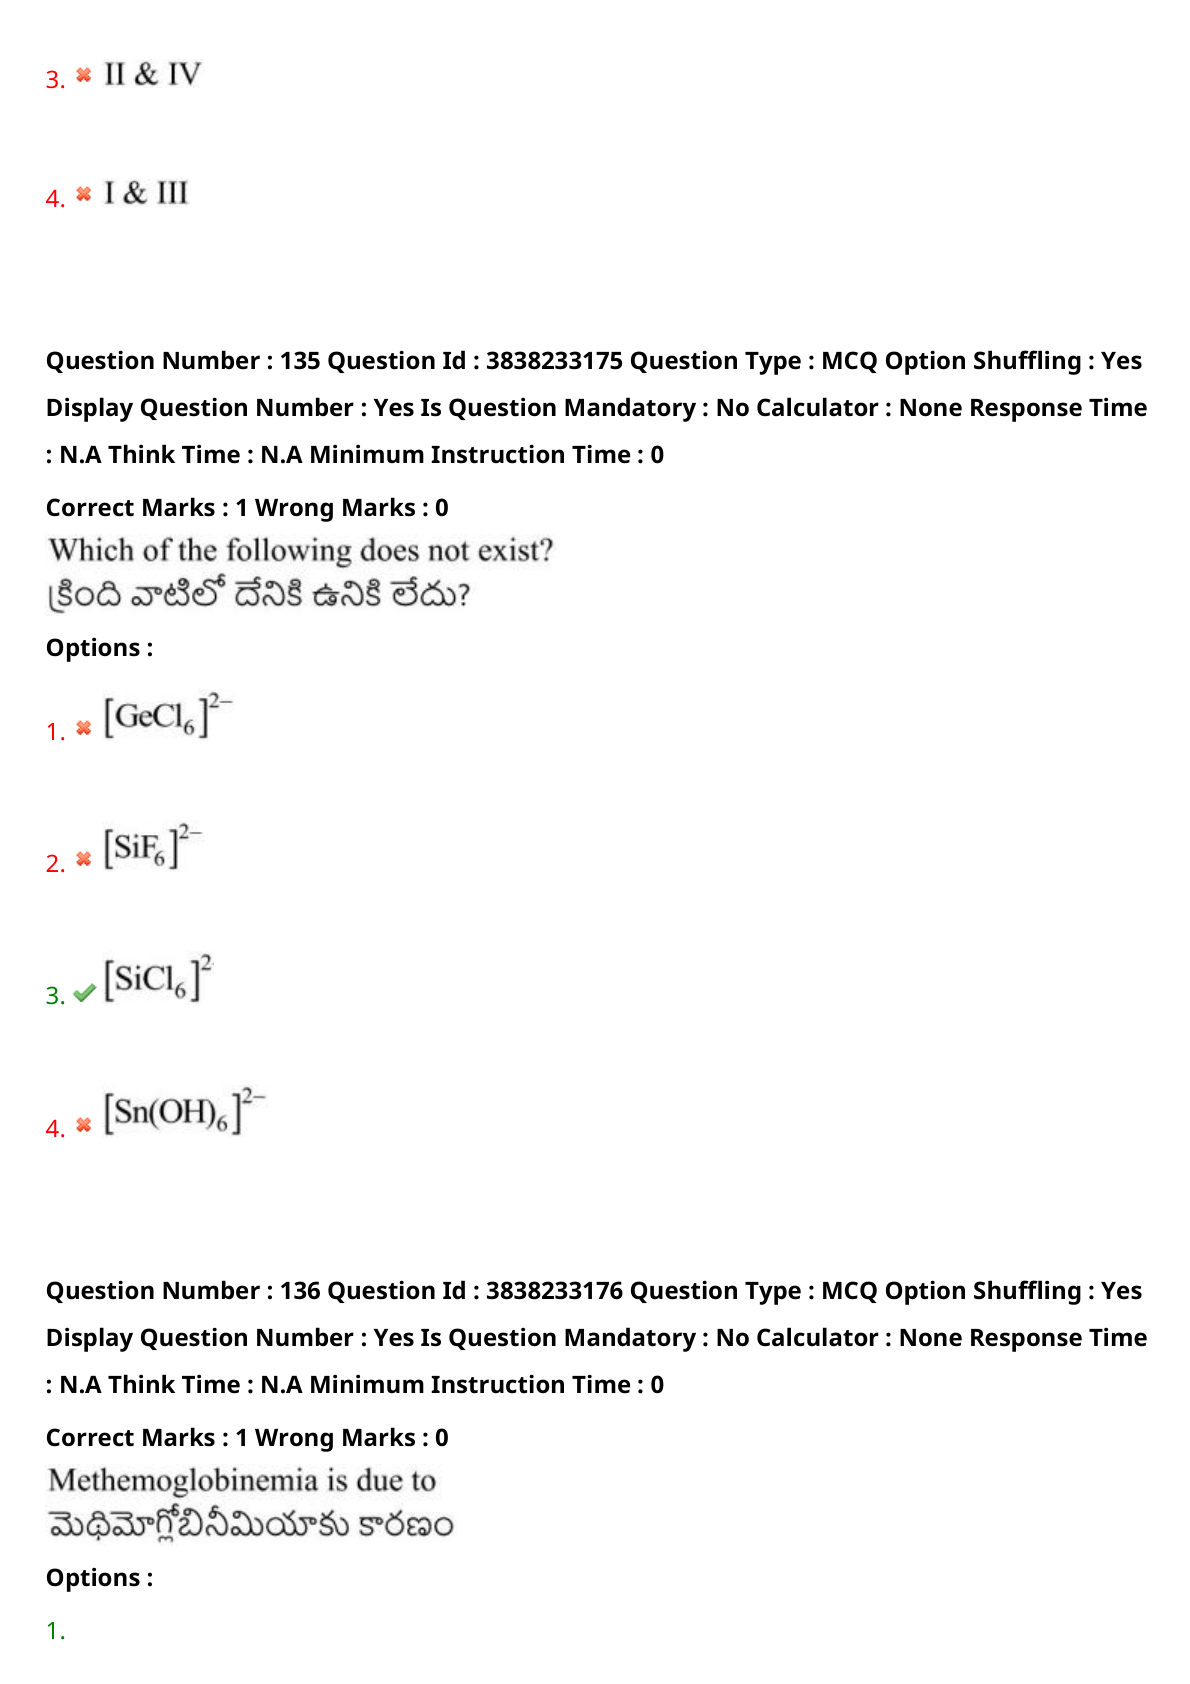 3. II & IV
4. I & III
Question Number : 135 Question Id : 3838233175 Question Type : MCQ Option Shuffling : Yes
Display Question Number : Yes Is Question Mandatory : No Calculator : None Response Time
: N.A Think Time : N.A Minimum Instruction Time : 0
Correct Marks : 1 Wrong Marks : 0
Which of the following does not exist?
క్రింది వాటిలో దేనికి ఉనికి లేదు?
Options :
1. [GeCl₆]²⁻
2. [SiF₆]²⁻
3. [SiCl₆]²
4. [Sn(OH)₆]²⁻
Question Number : 136 Question Id : 3838233176 Question Type : MCQ Option Shuffling : Yes
Display Question Number : Yes Is Question Mandatory : No Calculator : None Response Time
: N.A Think Time : N.A Minimum Instruction Time : 0
Correct Marks : 1 Wrong Marks : 0
Methemoglobinemia is due to
మెథిమోగ్లోబినీమియాకు కారణం
Options :
1.